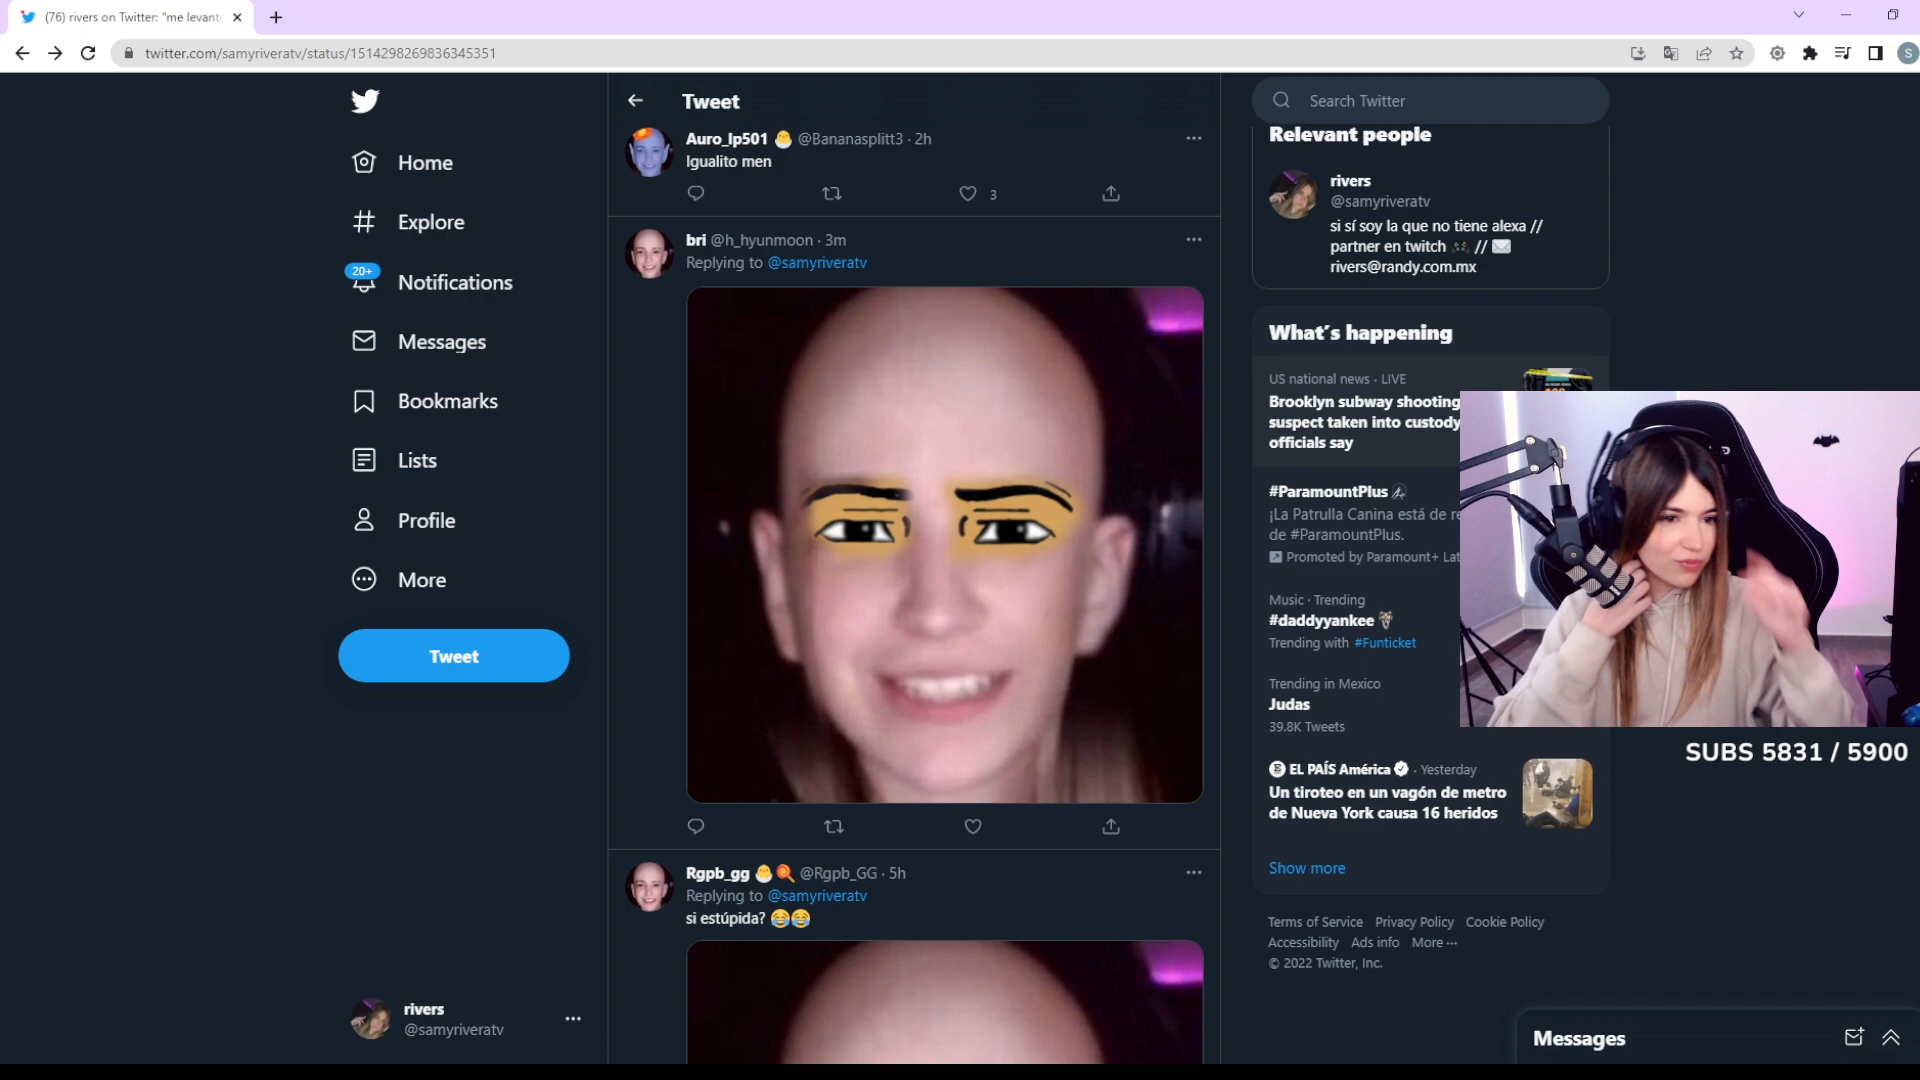 (76) rivers on Twitter: "me levant
twitter.com/samyriveratv/status/1514298269836345351
S
Home
Explore
20+
Notifications
Messages
Bookmarks
Lists
Profile
More
Tweet
rivers
@samyriveratv
Tweet
Auro_lp501 🐣 @Bananasplitt3 · 2h
Igualito men
3
bri @h_hyunmoon · 3m
Replying to @samyriveratv
Rgpb_gg 🐣 @Rgpb_GG · 5h
Replying to @samyriveratv
si estúpida? 😂😂
Search Twitter
Relevant people
rivers
@samyriveratv
si sí soy la que no tiene alexa //
partner en twitch // ✉️
rivers@randy.com.mx
What's happening
US national news · LIVE
Brooklyn subway shooting
suspect taken into custody
officials say
#ParamountPlus
¡La Patrulla Canina está de re
de #ParamountPlus.
Promoted by Paramount+ Lat
Music · Trending
#daddyyankee
Trending with #Funticket
Trending in Mexico
Judas
39.8K Tweets
EL PAÍS América · Yesterday
Un tiroteo en un vagón de metro
de Nueva York causa 16 heridos
Show more
Terms of Service Privacy Policy Cookie Policy
Accessibility Ads info More ···
© 2022 Twitter, Inc.
SUBS 5831 / 5900
Messages